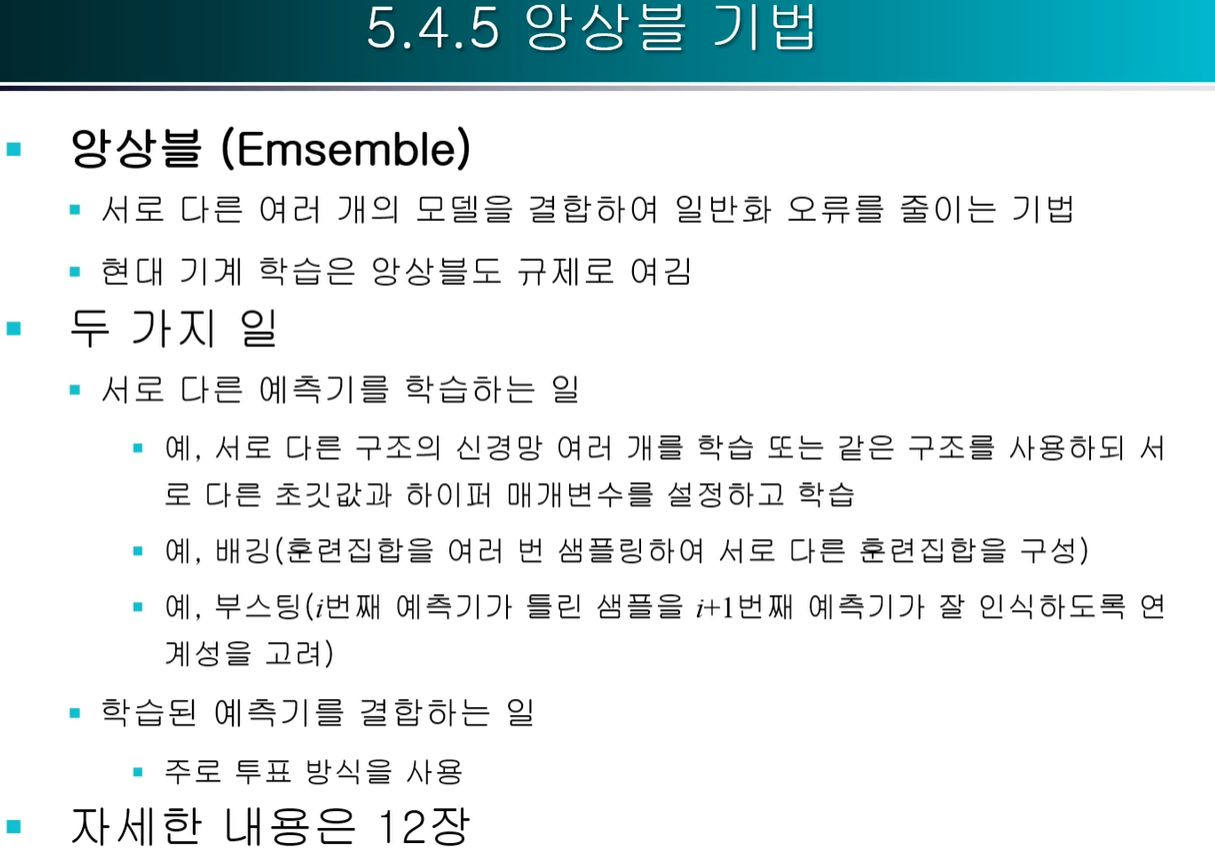 5.4.5 앙상블 기법
앙상블 (Emsemble)
서로 다른 여러 개의 모델을 결합하여 일반화 오류를 줄이는 기법
현대 기계 학습은 앙상블도 규제로 여김
두 가지 일
서로 다른 예측기를 학습하는 일
예, 서로 다른 구조의 신경망 여러 개를 학습 또는 같은 구조를 사용하되 서
로 다른 초깃값과 하이퍼 매개변수를 설정하고 학습
예, 배깅(훈련집합을 여러 번 샘플링하여 서로 다른 훈련집합을 구성)
예, 부스팅(i번째 예측기가 틀린 샘플을 i+1번째 예측기가 잘 인식하도록 연
계성을 고려)
학습된 예측기를 결합하는 일
주로 투표 방식을 사용
자세한 내용은 12장